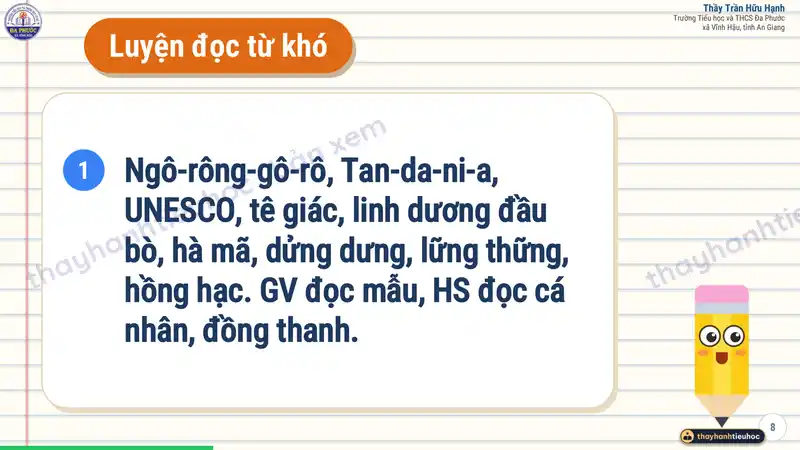 Thầy Trần Hữu Hạnh
Trường Tiểu học và THCS Đa Phước
xã Vĩnh Hậu, tỉnh An Giang
ĐA PHƯỚC
Luyện đọc từ khó
1
Ngô-rông-gô-rô, Tan-da-ni-a,
UNESCO, tê giác, linh dương đầu
bò, hà mã, dửng dưng, lững thững,
hồng hạc. GV đọc mẫu, HS đọc cá
nhân, đồng thanh.
thayhanhtieuhoc
8